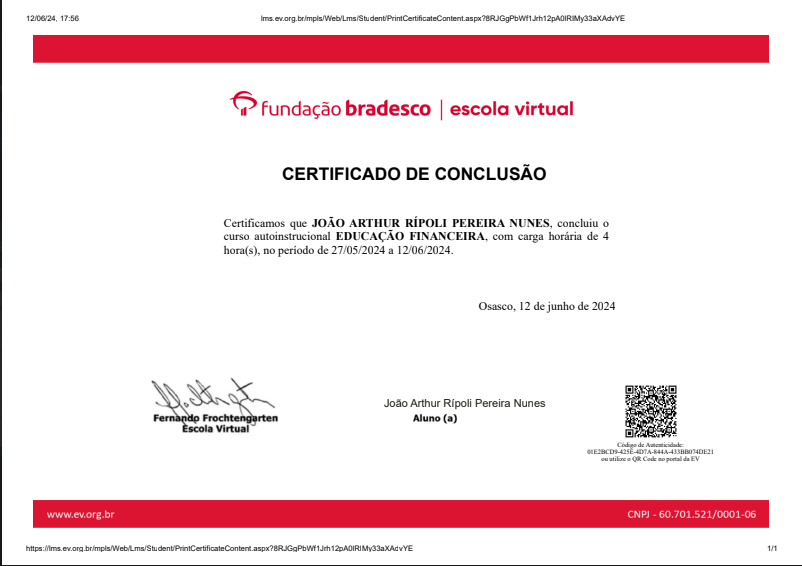 12/06/24, 17:56
lms.ev.org.br/mpls/Web/Lms/Student/PrintCertificateContent.aspx?8RJGgPbWf1Jrh12pA0IRIMy33aXAdvYE
fundação bradesco | escola virtual
CERTIFICADO DE CONCLUSÃO
Certificamos que JOÃO ARTHUR RÍPOLI PEREIRA NUNES, concluiu o
curso autoinstrucional EDUCAÇÃO FINANCEIRA, com carga horária de 4
hora(s), no período de 27/05/2024 a 12/06/2024.
Osasco, 12 de junho de 2024
Fernando Frochtengarten
Escola Virtual
João Arthur Rípoli Pereira Nunes
Aluno (a)
Código de Autenticidade:
01E2BCD9-425E-4D7A-844A-433BB074DE21
ou utilize o QR Code no portal da EV
www.ev.org.br
CNPJ - 60.701.521/0001-06
https://lms.ev.org.br/mpls/Web/Lms/Student/PrintCertificateContent.aspx?8RJGgPbWf1Jrh12pA0IRIMy33aXAdvYE
1/1